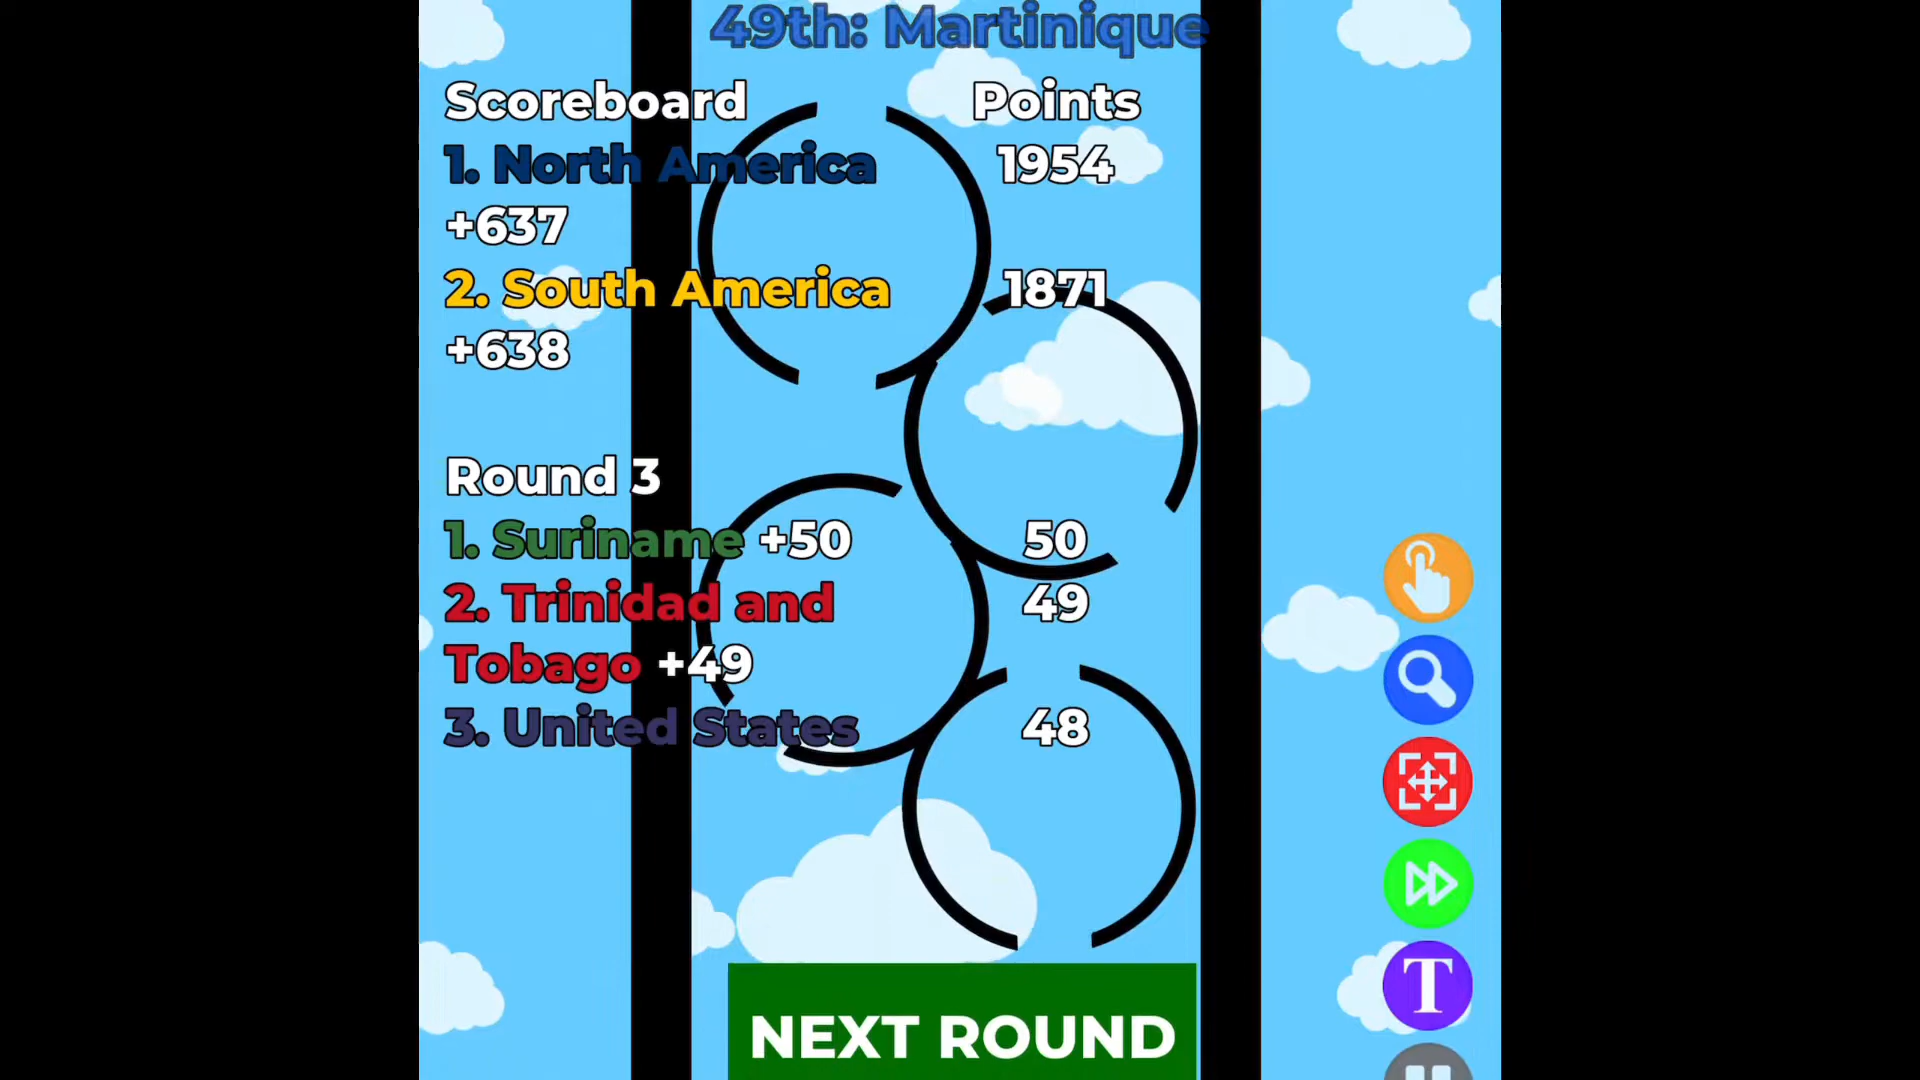 49th: Martinique
Scoreboard Points
1. North America 1954
+637
2. South America 1871
+638
Round 3
1. Suriname +50 50
2. Trinidad and 49
Tobago +49
3. United States 48
T
NEXT ROUND